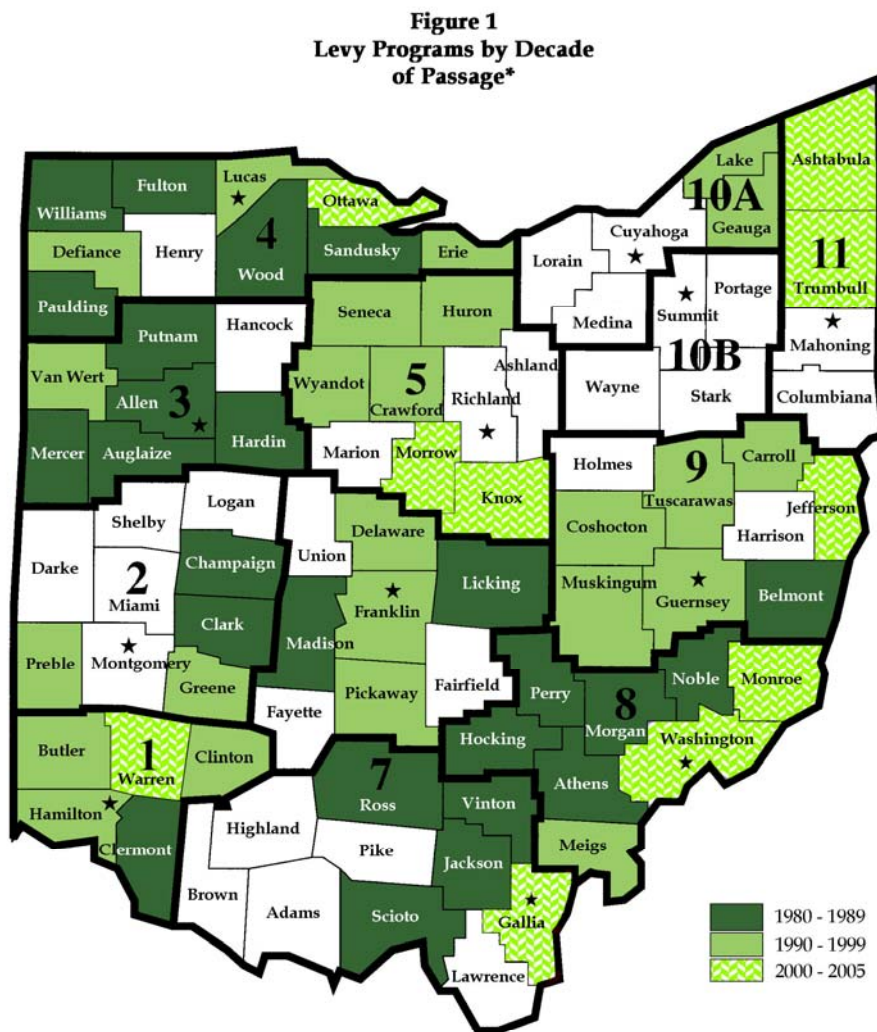 Figure 1
Levy Programs by Decade
of Passage*
Lake
Ashtabula
10A
Geauga
Fulton
Lucas
Williams
Ottawa
Cuyahoga
4
11
Defiance
Henry
Wood
Sandusky
Erie
Lorain
Trumbull
Paulding
Medina
Summit
Portage
Putnam
Hancock
Seneca
Huron
Mahoning
10B
Van Wert
Wyandot
5
Ashland
Wayne
Stark
Columbiana
Allen
3
Crawford
Richland
Mercer
Auglaize
Hardin
Marion
Morrow
Holmes
9
Carroll
Knox
Tuscarawas
Jefferson
Logan
Shelby
Union
Delaware
Coshocton
Harrison
Darke
Champaign
Licking
2
Miami
Franklin
Muskingum
Guernsey
Belmont
Clark
Madison
Preble
Montgomery
Greene
Pickaway
Fairfield
Perry
Noble
Monroe
Fayette
8
Morgan
Butler
1
Clinton
Hocking
Washington
Warren
7
Ross
Athens
Hamilton
Vinton
Highland
Clermont
Pike
Jackson
Meigs
Brown
Adams
Scioto
Gallia
Lawrence
1980 - 1989
1990 - 1999
2000 - 2005